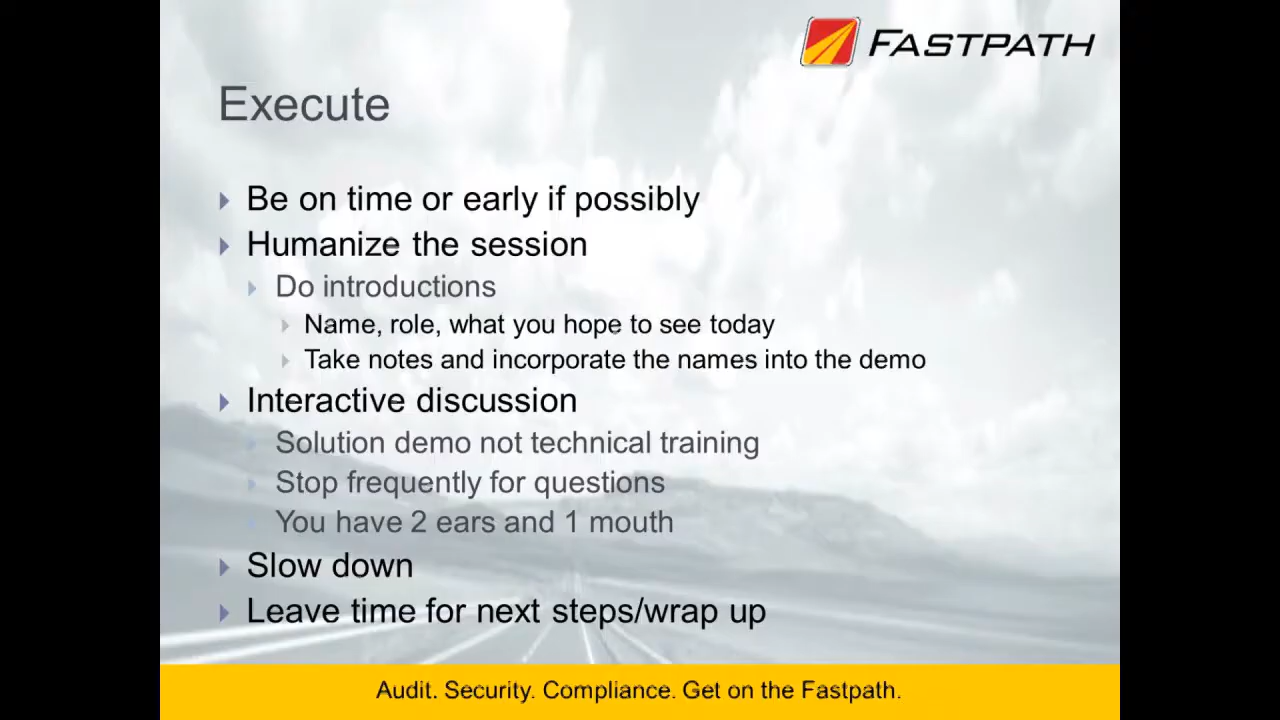 FASTPATH
Execute
Be on time or early if possibly
Humanize the session
Do introductions
Name, role, what you hope to see today
Take notes and incorporate the names into the demo
Interactive discussion
Solution demo not technical training
Stop frequently for questions
You have 2 ears and 1 mouth
Slow down
Leave time for next steps/wrap up
Audit. Security. Compliance. Get on the Fastpath.